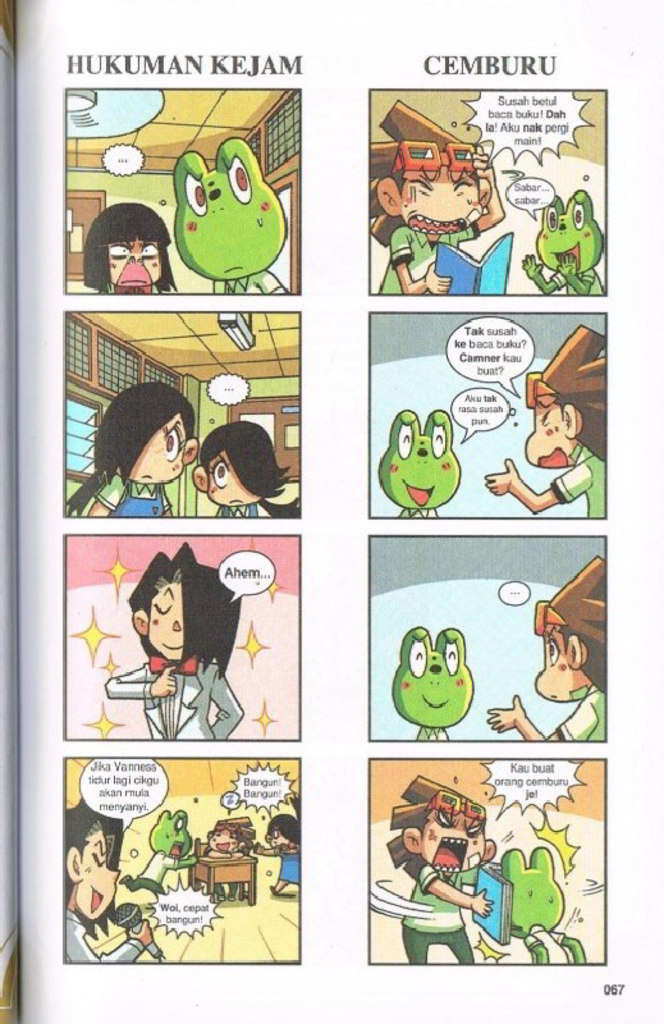 HUKUMAN KEJAM
...
...
Ahem...
Jika Vanness
tidur lagi cikgu
akan mula
menyanyi.
Bangun!
Bangun!
Woi, cepat
bangun!
CEMBURU
Susah betul
baca buku! Dah
la! Aku nak pergi
main!
Sabar...
sabar...
Tak susah
ke baca buku?
Camner kau
buat?
Aku tak
rasa susah
pun.
...
Kau buat
orang cemburu
je!
067